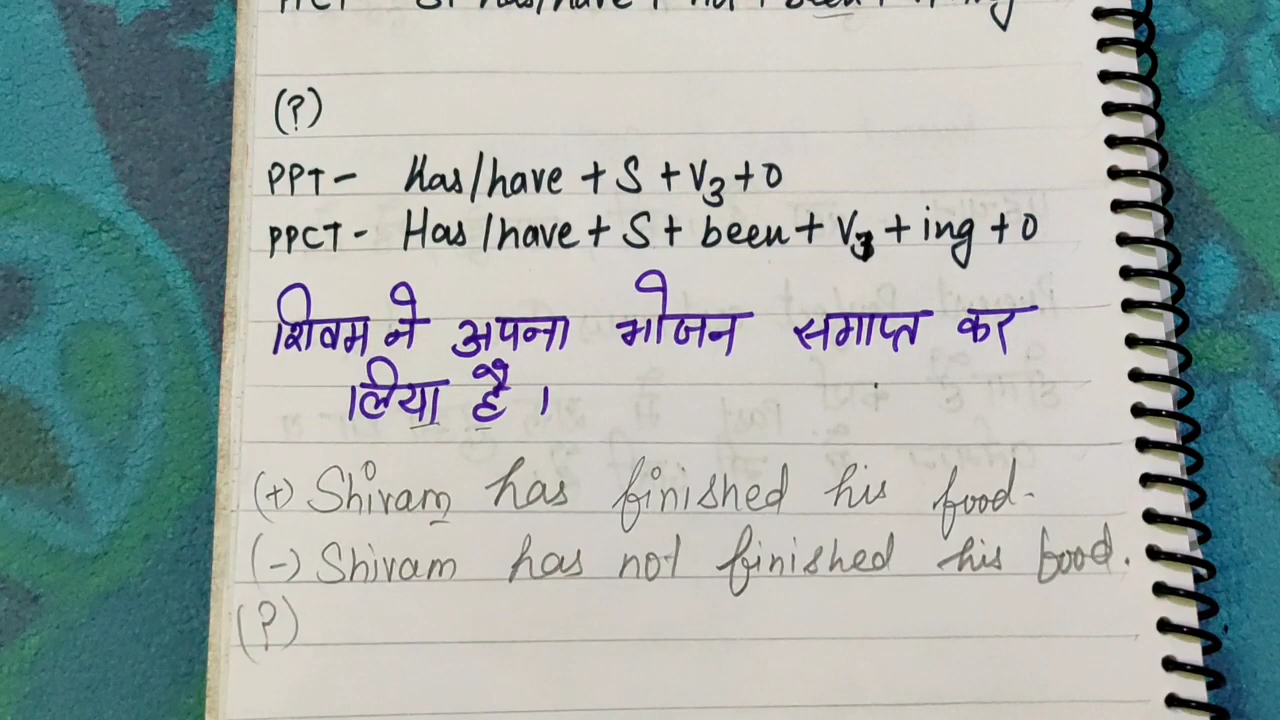 (?)
PPT - Has/have + S + V3 + O
PPCT - Has/have + S + been + V3 + ing + O
शिवम ने अपना भोजन समाप्त कर
लिया है।
(+) Shivam has finished his food.
(-) Shivam has not finished his food.
(?)